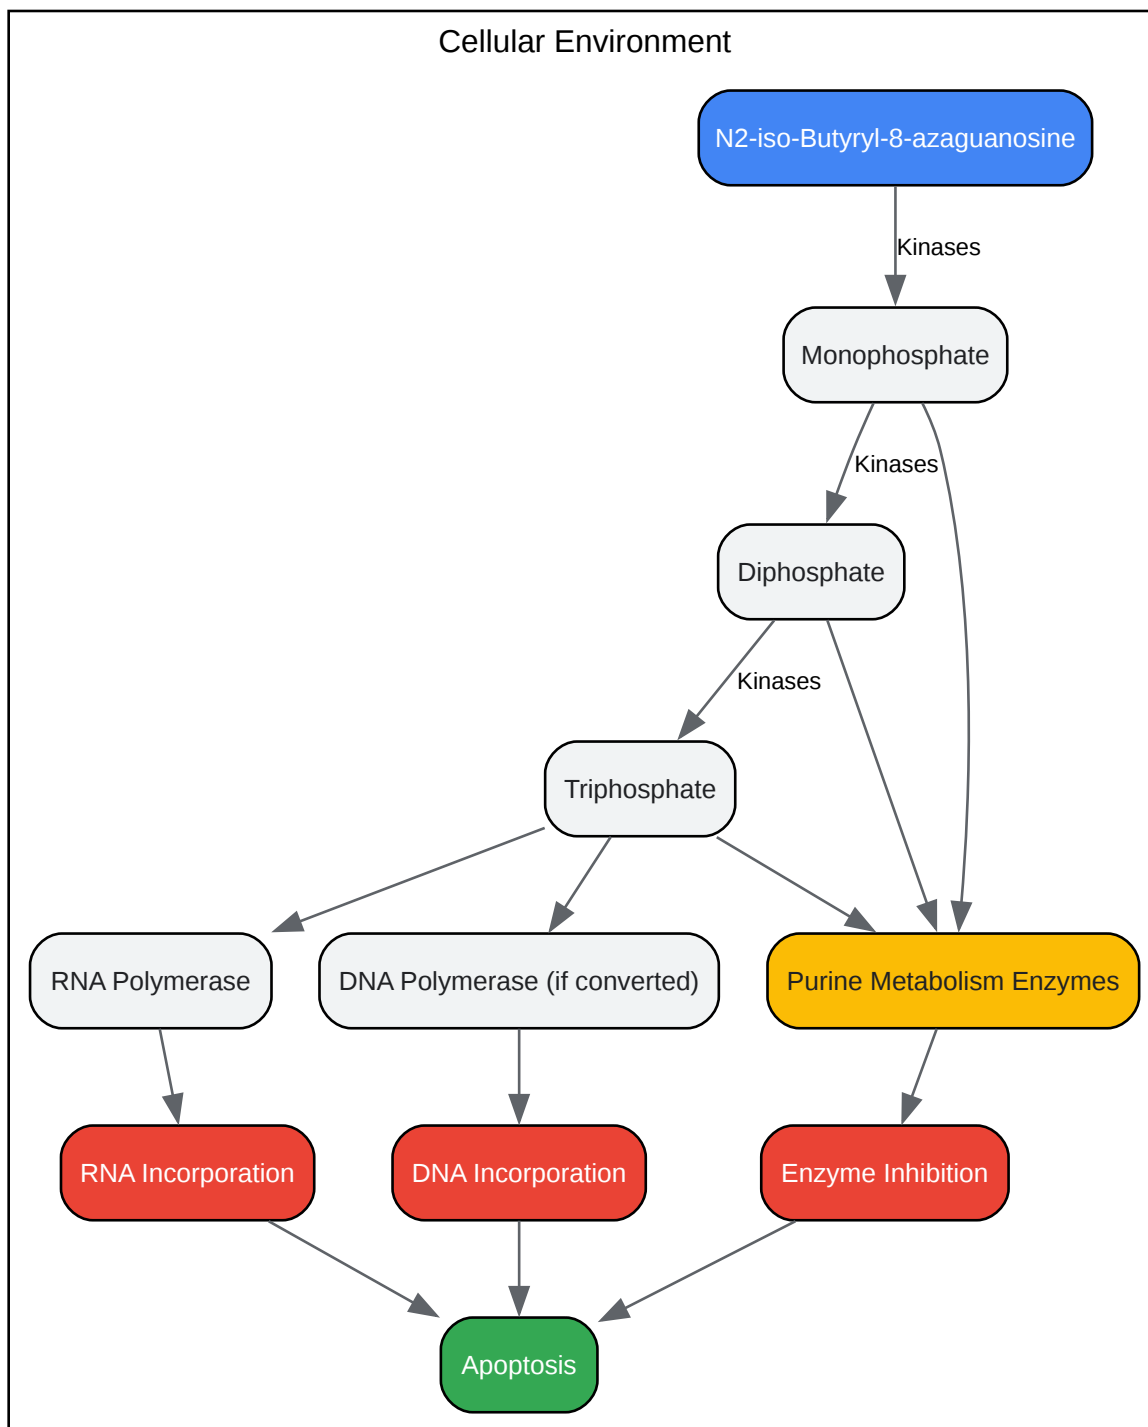 Cellular Environment
N2-iso-Butyryl-8-azaguanosine
Kinases
Monophosphate
Kinases
Diphosphate
Kinases
Triphosphate
RNA Polymerase
DNA Polymerase (if converted)
Purine Metabolism Enzymes
RNA Incorporation
DNA Incorporation
Enzyme Inhibition
Apoptosis